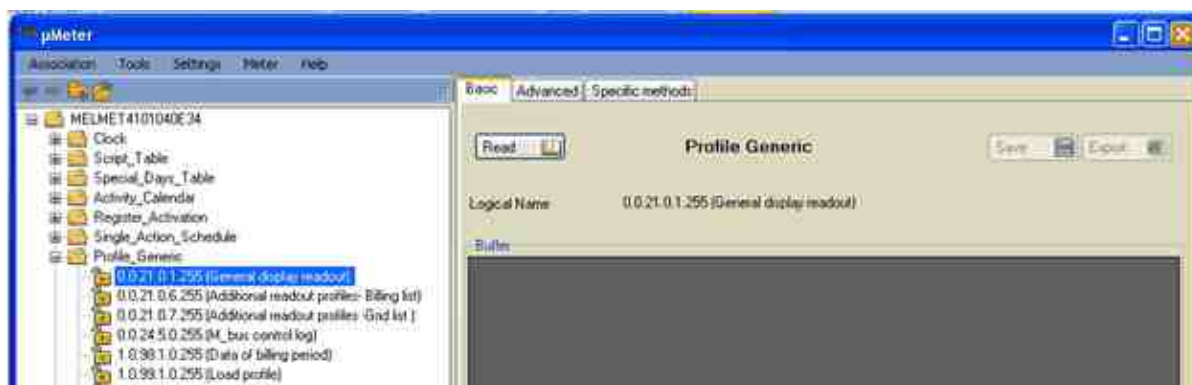 µMeter
Association Tools Settings Meter Help
Basic Advanced Specific methods
MELMET4101040E34
Clock
Script_Table
Special_Days_Table
Activity_Calendar
Register_Activation
Single_Action_Schedule
Profile_Generic
0.0.21.0.1.255 (General display readout)
0.0.21.0.6.255 (Additional readout profiles- Billing list)
0.0.21.0.7.255 (Additional readout profiles -Grid list )
0.0.24.5.0.255 (M_bus control log)
1.0.98.1.0.255 (Data of billing period)
1.0.99.1.0.255 (Load profile)
Read Profile Generic Save Export
Logical Name 0.0.21.0.1.255 (General display readout)
Buffer